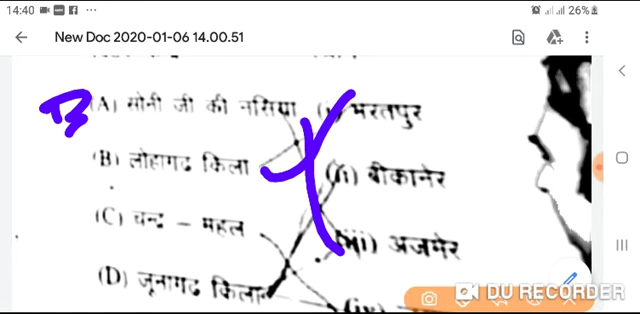 14:40 26%
New Doc 2020-01-06 14.00.51
(A) सोनी जी की नसिया (i) भरतपुर
(B) लोहागढ किला (ii) बीकानेर
(C) चन्द्र – महल (iii) अजमेर
(D) जूनागढ किला (iv)
DU RECORDER